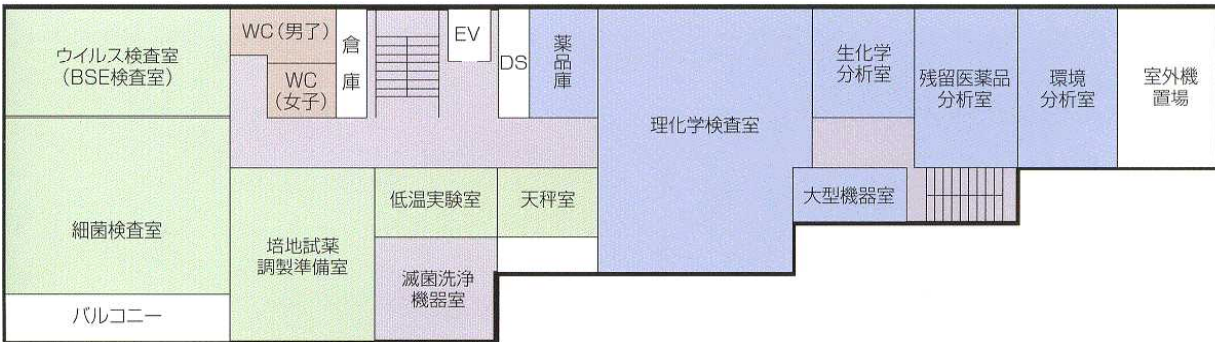 ウイルス検査室
(BSE検査室)
WC(男了)
WC
(女子)
倉
庫
EV
DS
薬
品
庫
理化学検査室
生化学
分析室
残留医薬品
分析室
環境
分析室
室外機
置場
細菌検査室
培地試薬
調製準備室
低温実験室
天秤室
大型機器室
滅菌洗浄
機器室
バルコニー